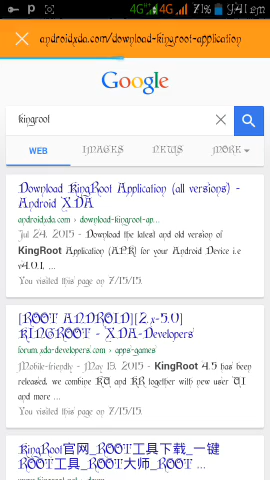 4G 4G 71% 9:41 em
androidxda.com/download-kingroot-application
Google
kingroot
WEB IMAGES NEWS MORE
Download KingRoot Application (all versions) -
Android XDA
androidxda.com › download-kingroot-ap...
Jul 24, 2015 - Download the latest and old version of
KingRoot Application (APK) for your Android Device i.e
v4.0.1, ...
You visited this page on 7/15/15.
[ROOT ANDROID][2.x-5.0]
KINGROOT - XDA-Developers
forum.xda-developers.com › apps-games
Mobile-friendly - May 15, 2015 - KingRoot 4.5 has been
released, we combine KU and KR together with new user UI
and more ...
You visited this page on 7/15/15.
KingRoot官网_ROOT工具下载_一键
ROOT工具_ROOT大师_ROOT ...